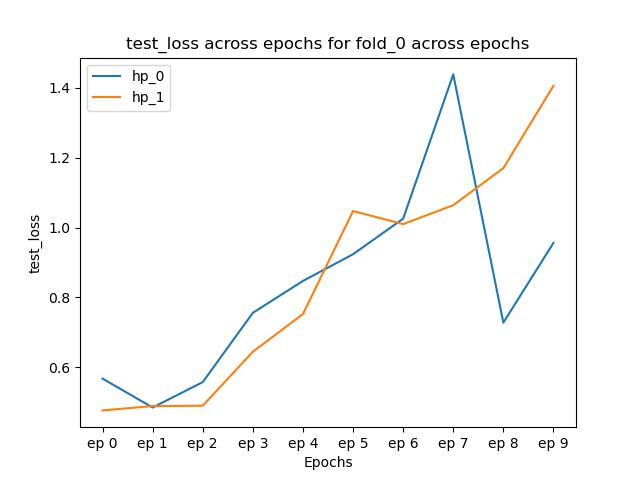 test_loss across epochs for fold_0 across epochs
hp_0
hp_1
1.4
1.2
1.0
0.8
0.6
test_loss
ep 0 ep 1 ep 2 ep 3 ep 4 ep 5 ep 6 ep 7 ep 8 ep 9
Epochs